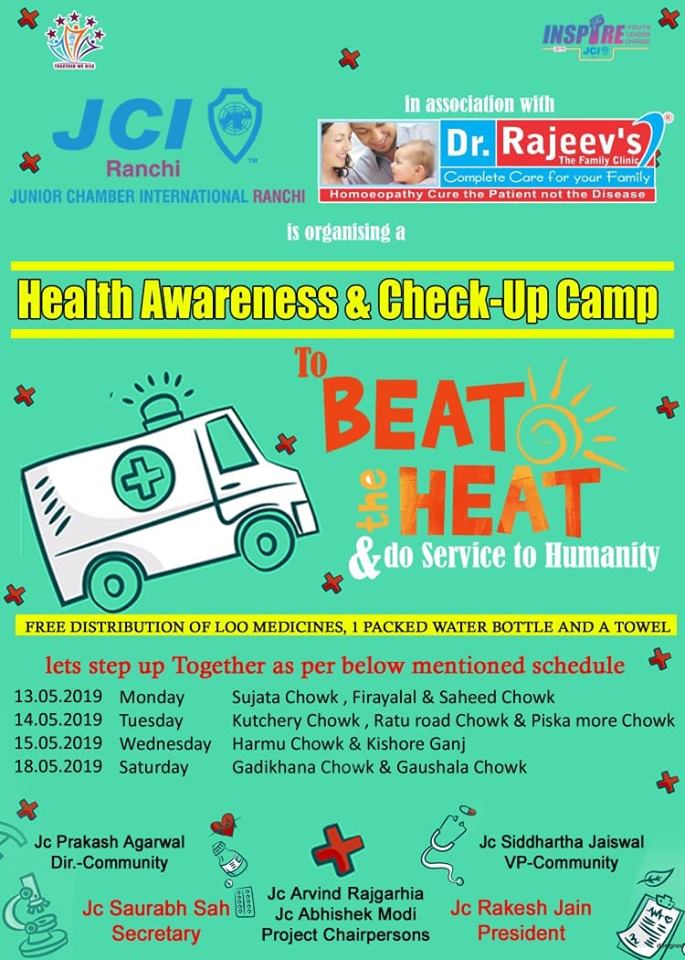 TOGETHER WE RISE
INSPIRE YOUTH
LEADER
CHANGE
2019 JCI
JCI
TM
Ranchi
JUNIOR CHAMBER INTERNATIONAL RANCHI
in association with
Dr. Rajeev's ®
The Family Clinic
Complete Care for your Family
Homoeopathy Cure the Patient not the Disease
is organising a
Health Awareness & Check-Up Camp
To
BEAT
the HEAT
& do Service to Humanity
FREE DISTRIBUTION OF LOO MEDICINES, 1 PACKED WATER BOTTLE AND A TOWEL
lets step up Together as per below mentioned schedule
13.05.2019 Monday Sujata Chowk , Firayalal & Saheed Chowk
14.05.2019 Tuesday Kutchery Chowk , Ratu road Chowk & Piska more Chowk
15.05.2019 Wednesday Harmu Chowk & Kishore Ganj
18.05.2019 Saturday Gadikhana Chowk & Gaushala Chowk
Jc Prakash Agarwal
Dir.-Community
Jc Siddhartha Jaiswal
VP-Community
Jc Saurabh Sah
Secretary
Jc Arvind Rajgarhia
Jc Abhishek Modi
Project Chairpersons
Jc Rakesh Jain
President